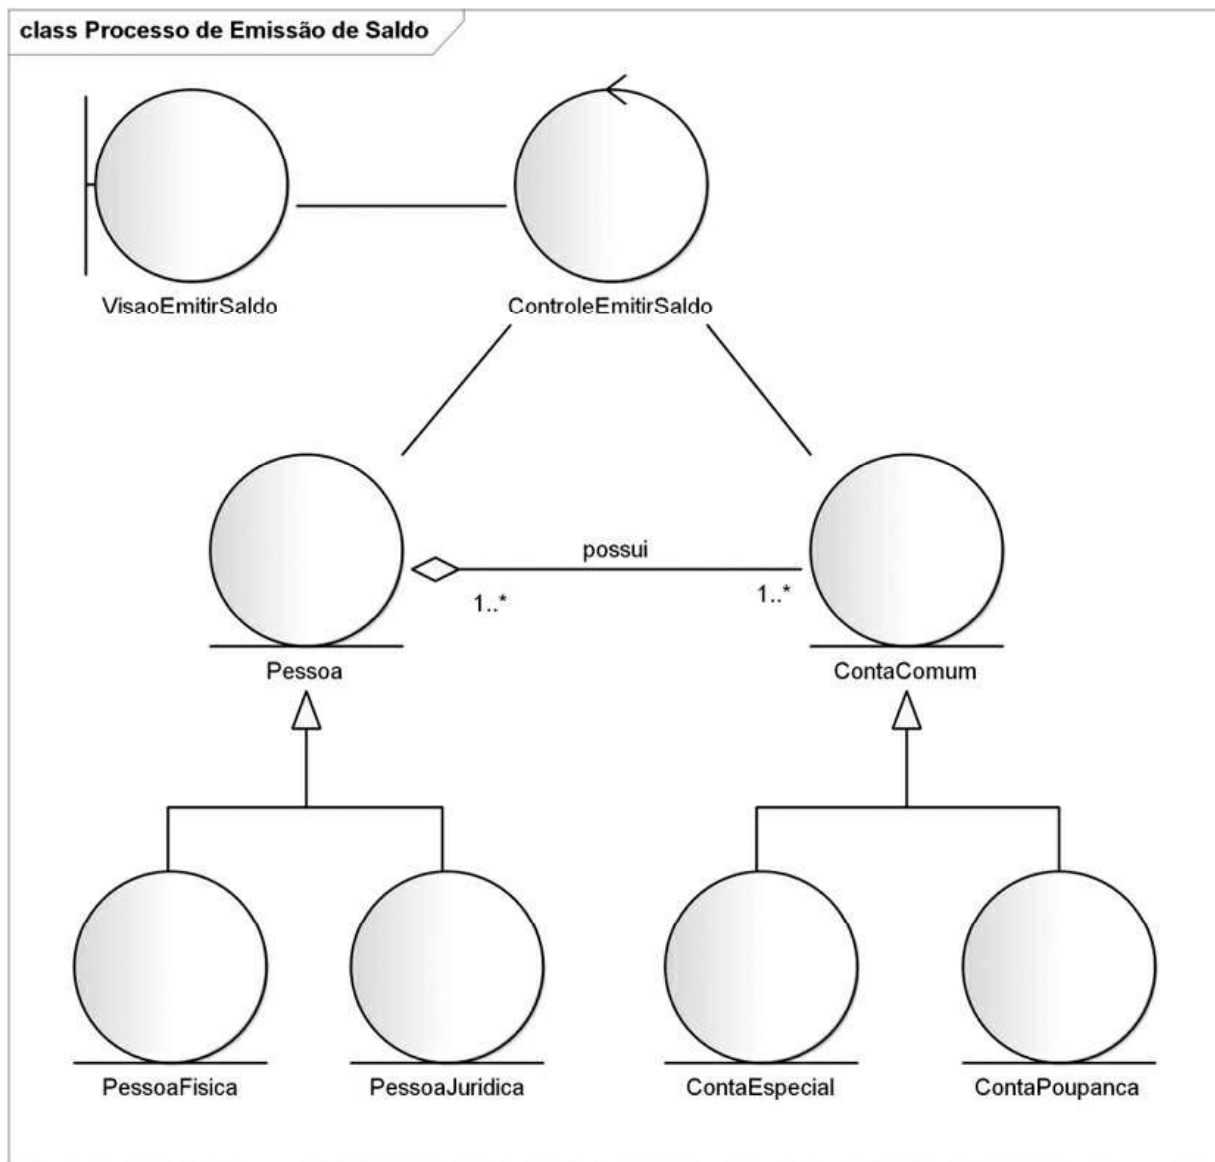 class Processo de Emissão de Saldo
VisaoEmitirSaldo
ControleEmitirSaldo
possui
1..*
1..*
Pessoa
ContaComum
PessoaFisica
PessoaJuridica
ContaEspecial
ContaPoupanca